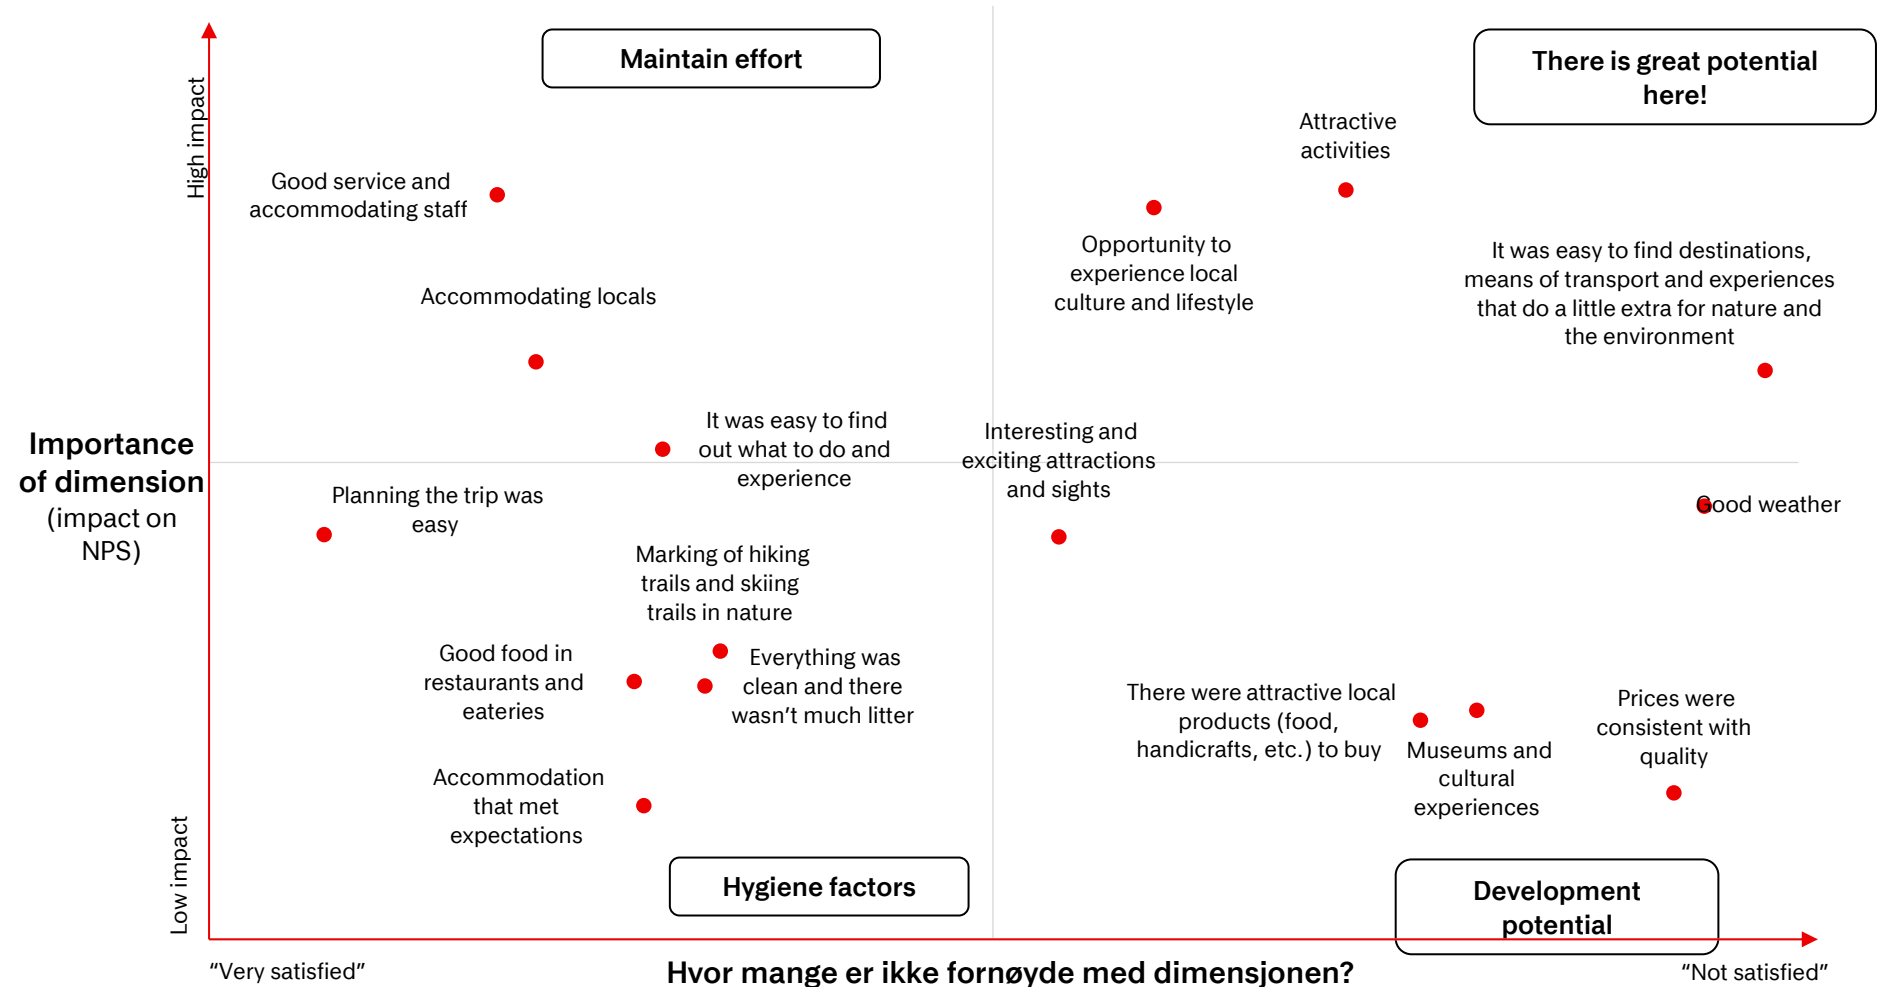 Maintain effort
There is great potential
here!
High impact
Attractive
activities
Good service and
accommodating staff
Opportunity to
experience local
culture and lifestyle
It was easy to find destinations,
means of transport and experiences
that do a little extra for nature and
the environment
Accommodating locals
It was easy to find
out what to do and
experience
Interesting and
exciting attractions
and sights
Importance
of dimension
(impact on
NPS)
Planning the trip was
easy
Good weather
Marking of hiking
trails and skiing
trails in nature
Good food in
restaurants and
eateries
Everything was
clean and there
wasn’t much litter
There were attractive local
products (food,
handicrafts, etc.) to buy
Museums and
cultural
experiences
Prices were
consistent with
quality
Accommodation
that met
expectations
Low impact
Hygiene factors
Development
potential
“Very satisfied”
Hvor mange er ikke fornøyde med dimensjonen?
“Not satisfied”